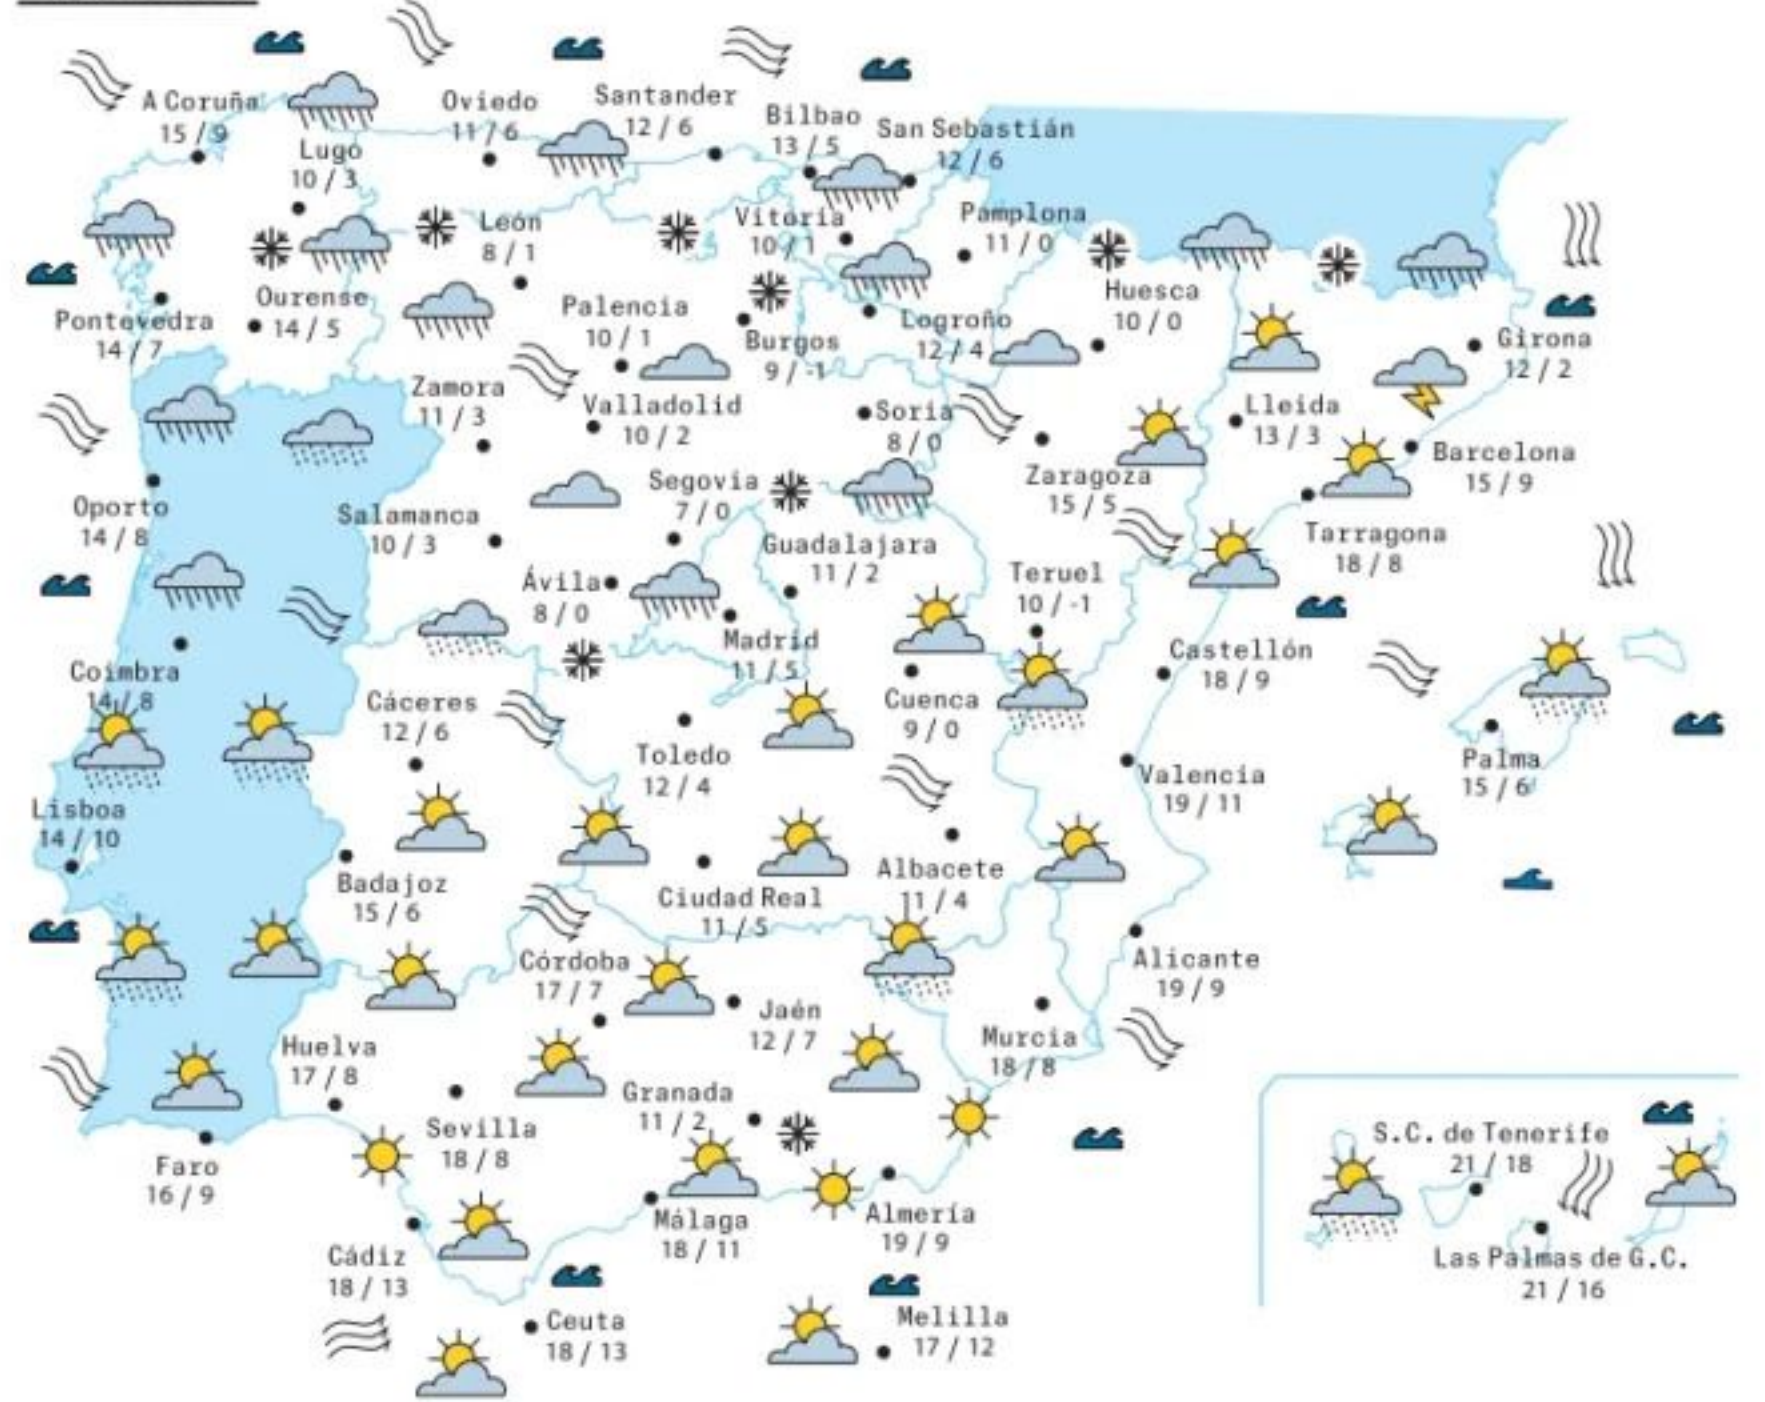 A Coruña
15 / 9
Lugo
10 / 3
Oviedo
11 / 6
Santander
12 / 6
Bilbao
13 / 5
San Sebastián
12 / 6
Vitoria
10 / 1
Pamplona
11 / 0
León
8 / 1
Ourense
14 / 5
Pontevedra
14 / 7
Palencia
10 / 1
Burgos
9 / -1
Logroño
12 / 4
Huesca
10 / 0
Girona
12 / 2
Zamora
11 / 3
Valladolid
10 / 2
Soria
8 / 0
Lleida
13 / 3
Barcelona
15 / 9
Zaragoza
15 / 5
Tarragona
18 / 8
Segovia
7 / 0
Oporto
14 / 8
Salamanca
10 / 3
Guadalajara
11 / 2
Ávila
8 / 0
Teruel
10 / -1
Madrid
11 / 5
Castellón
18 / 9
Coimbra
14 / 8
Cáceres
12 / 6
Cuenca
9 / 0
Toledo
12 / 4
Palma
15 / 6
Valencia
19 / 11
Lisboa
14 / 10
Badajoz
15 / 6
Ciudad Real
11 / 5
Albacete
11 / 4
Córdoba
17 / 7
Alicante
19 / 9
Jaén
12 / 7
Murcia
18 / 8
Huelva
17 / 8
Granada
11 / 2
Sevilla
18 / 8
Faro
16 / 9
Málaga
18 / 11
Almería
19 / 9
Cádiz
18 / 13
Ceuta
18 / 13
Melilla
17 / 12
S.C. de Tenerife
21 / 18
Las Palmas de G.C.
21 / 16